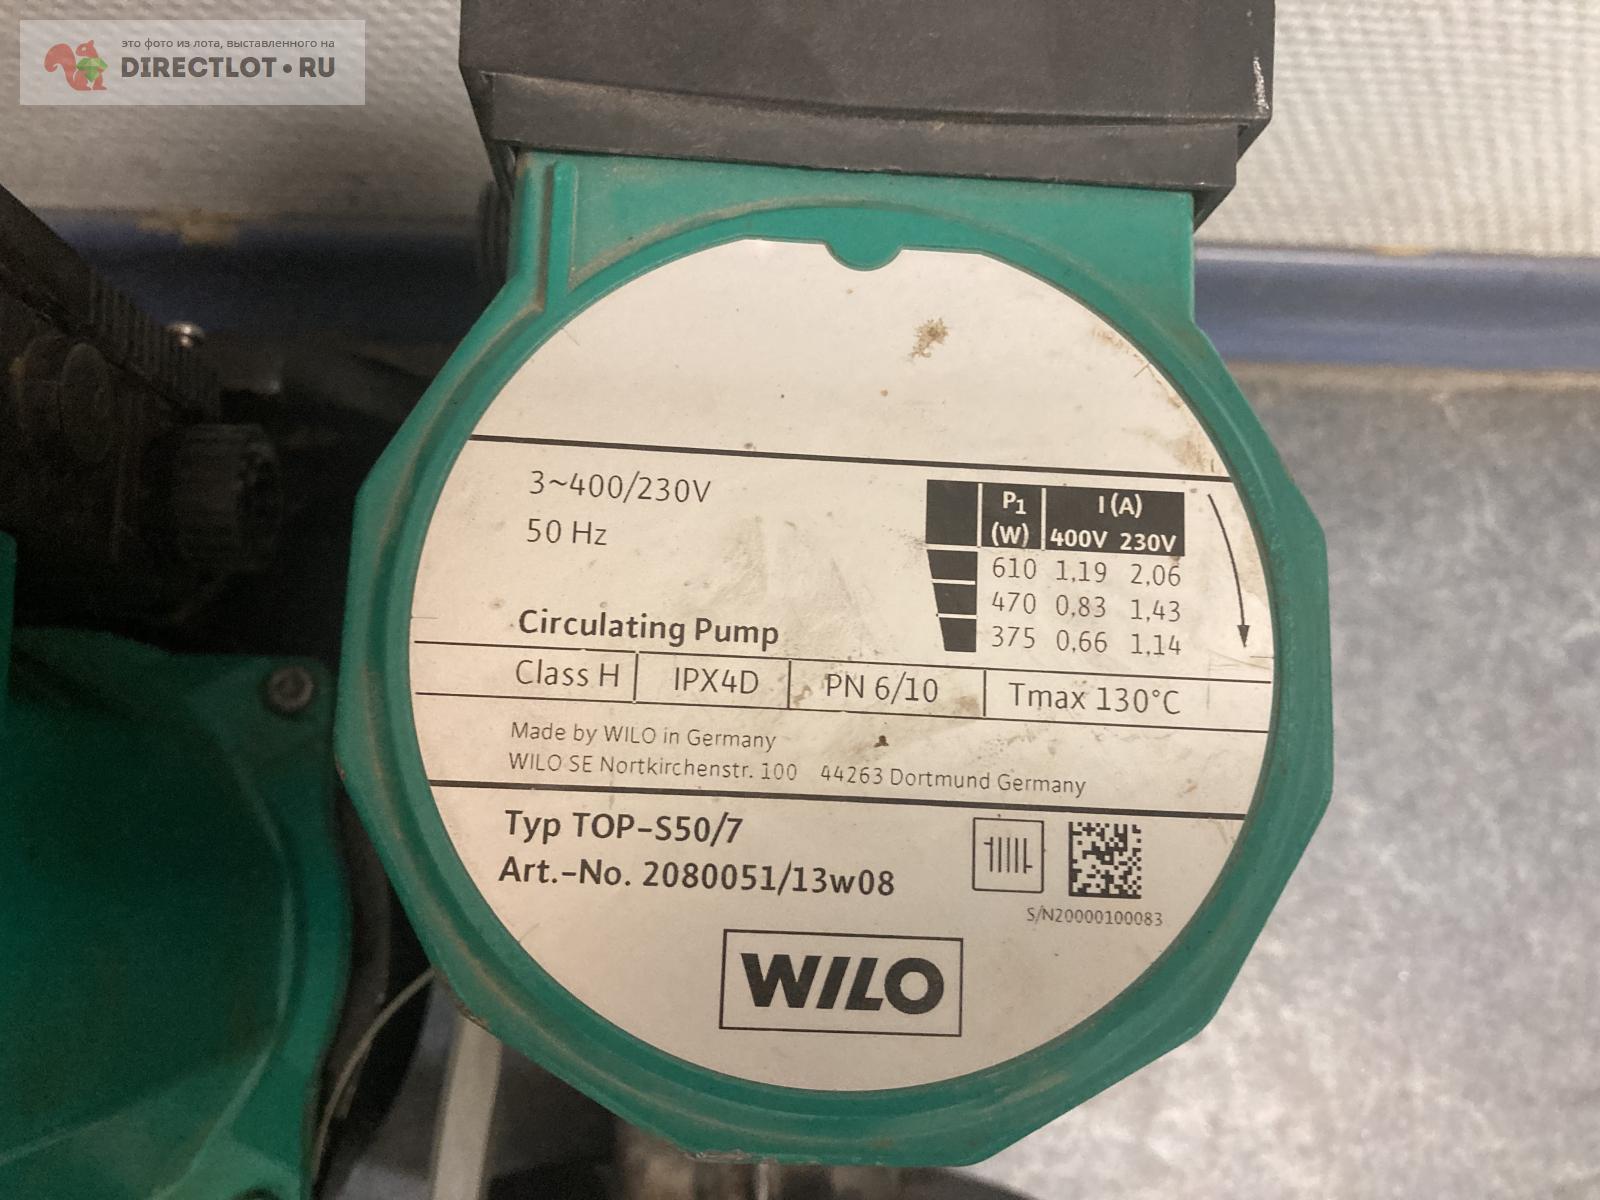 это фото из лота, выставленного на
DIRECTLOT•RU
3~400/230V
50 Hz
P1 (W) I (A) 400V 230V
610 1,19 2,06
470 0,83 1,43
375 0,66 1,14
Circulating Pump
Class H IPX4D PN 6/10 Tmax 130°C
Made by WILO in Germany
WILO SE Nortkirchenstr. 100 44263 Dortmund Germany
Typ TOP-S50/7
Art.-No. 2080051/13w08
S/N20000100083
WILO